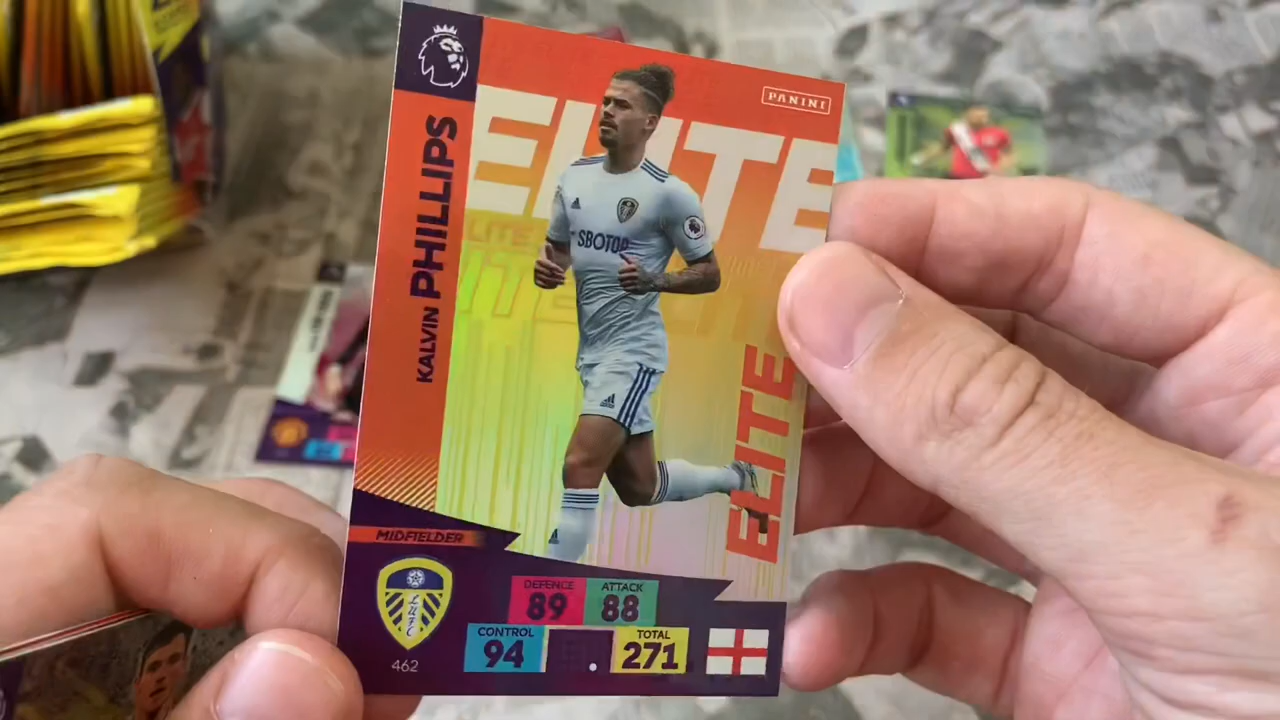 PANINI
ELITE
KALVIN PHILLIPS
SBOTOP
ELITE
MIDFIELDER
LUFC
DEFENCE
89
ATTACK
88
CONTROL
94
TOTAL
271
462